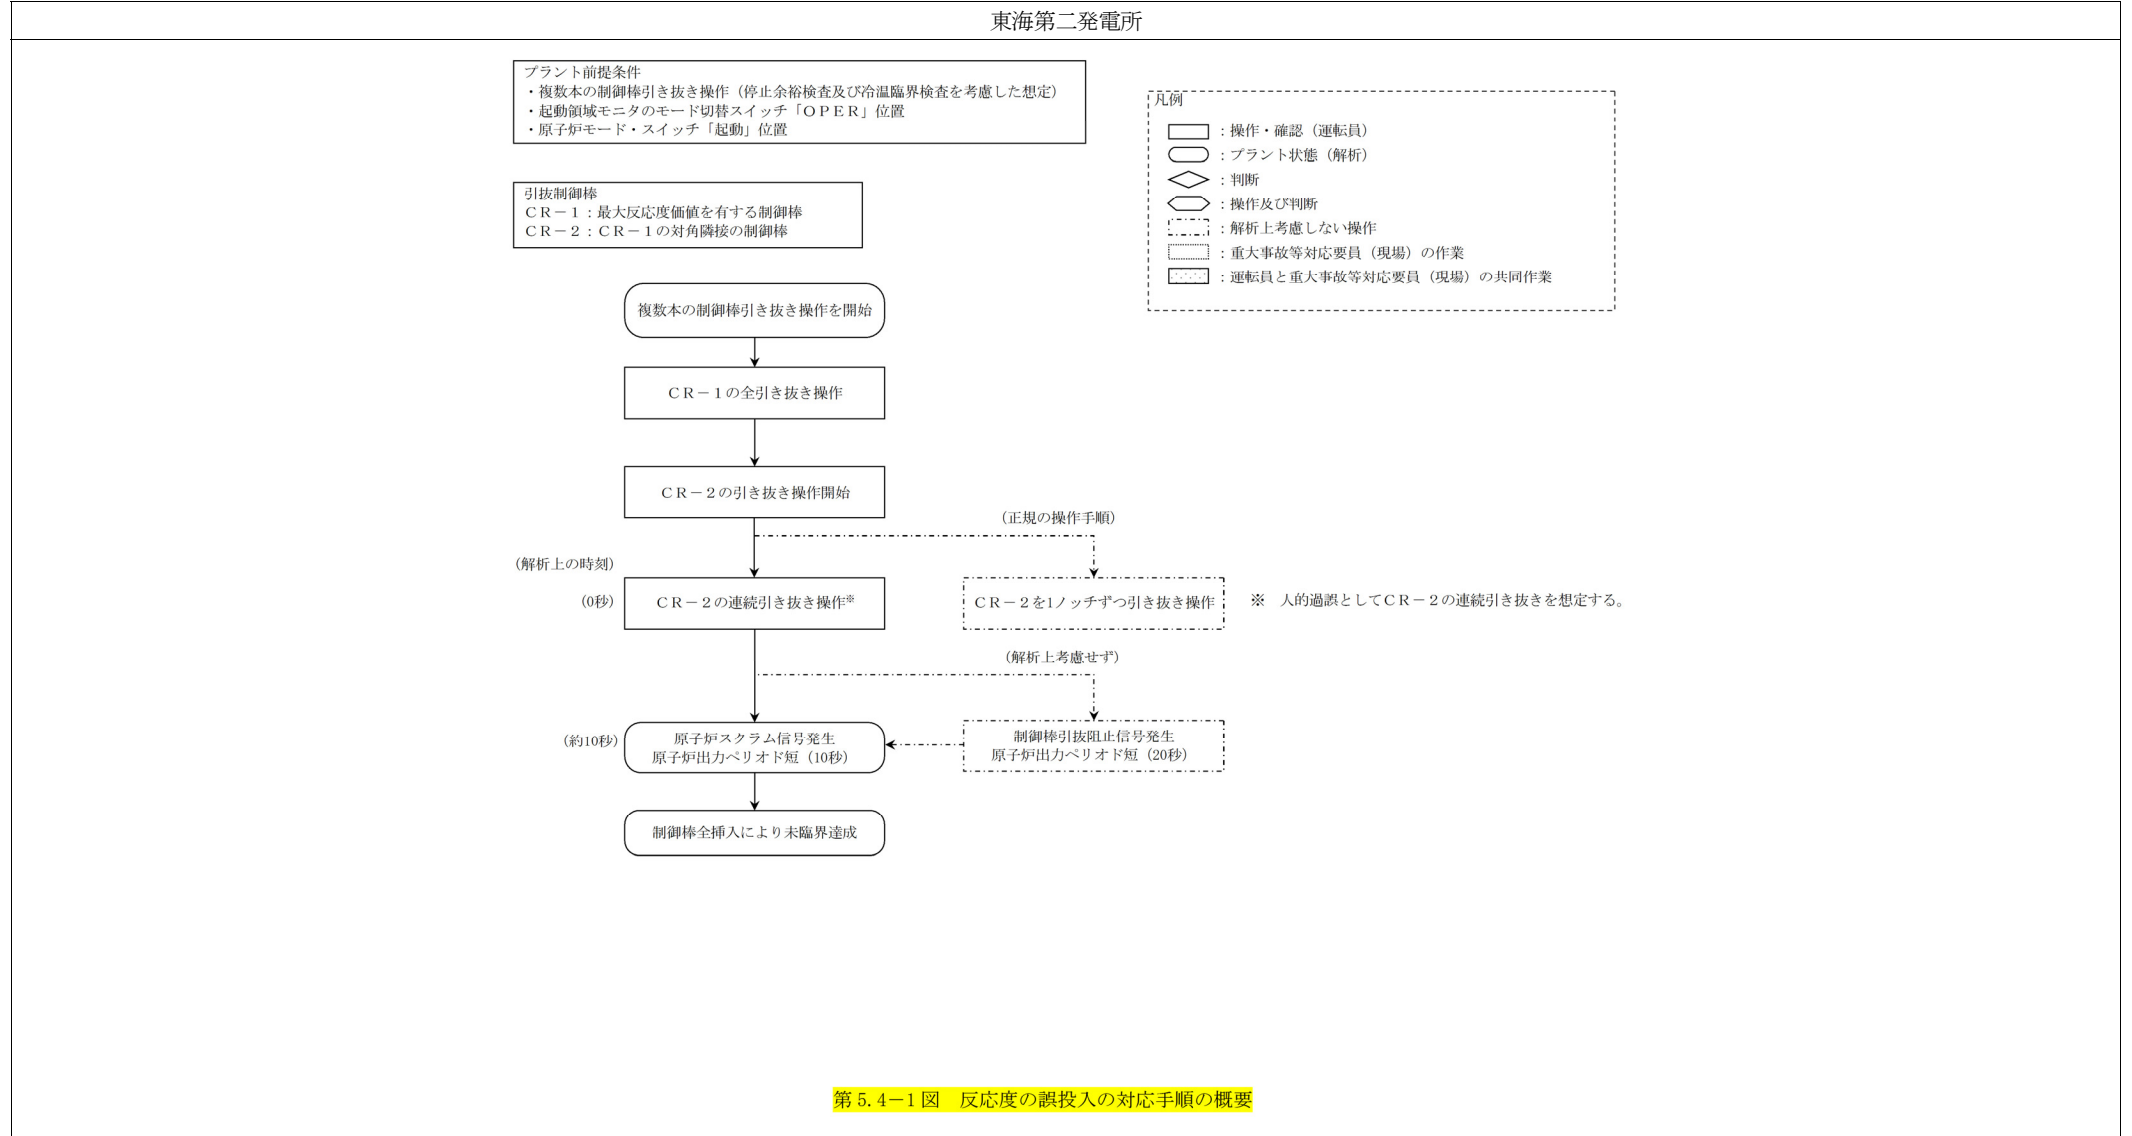 東海第二発電所
プラント前提条件
・複数本の制御棒引き抜き操作（停止余裕検査及び冷温臨界検査を考慮した想定）
・起動領域モニタのモード切替スイッチ「ＯＰＥＲ」位置
・原子炉モード・スイッチ「起動」位置
引抜制御棒
ＣＲ－１：最大反応度価値を有する制御棒
ＣＲ－２：ＣＲ－１の対角隣接の制御棒
凡例
：操作・確認（運転員）
：プラント状態（解析）
：判断
：操作及び判断
：解析上考慮しない操作
：重大事故等対応要員（現場）の作業
：運転員と重大事故等対応要員（現場）の共同作業
複数本の制御棒引き抜き操作を開始
ＣＲ－１の全引き抜き操作
ＣＲ－２の引き抜き操作開始
（正規の操作手順）
（解析上の時刻）
（0秒）
ＣＲ－２の連続引き抜き操作※
ＣＲ－２を1ノッチずつ引き抜き操作
※　人的過誤としてＣＲ－２の連続引き抜きを想定する。
（解析上考慮せず）
（約10秒）
原子炉スクラム信号発生
原子炉出力ペリオド短（10秒）
制御棒引抜阻止信号発生
原子炉出力ペリオド短（20秒）
制御棒全挿入により未臨界達成
第 5.4－1 図　反応度の誤投入の対応手順の概要